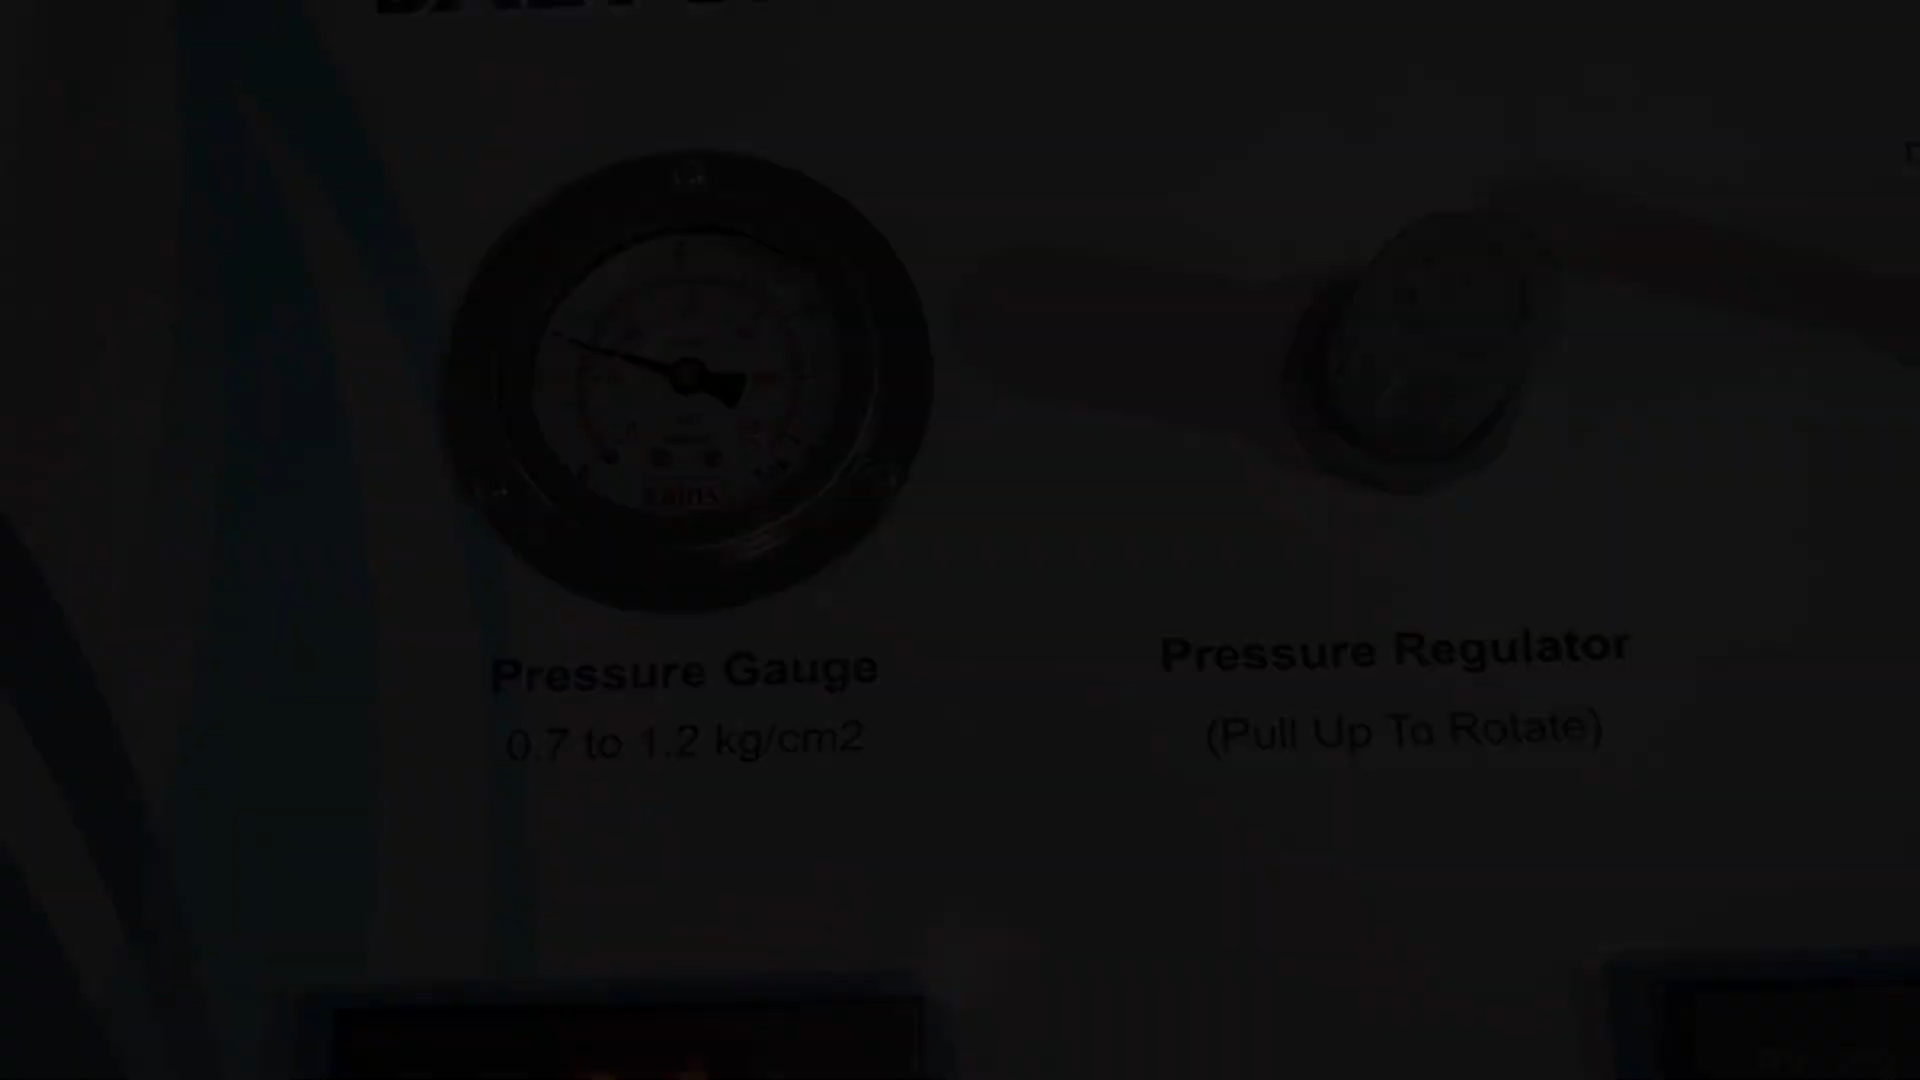 Pressure Gauge
0.7 to 1.2 kg/cm2
Pressure Regulator
(Pull Up To Rotate)